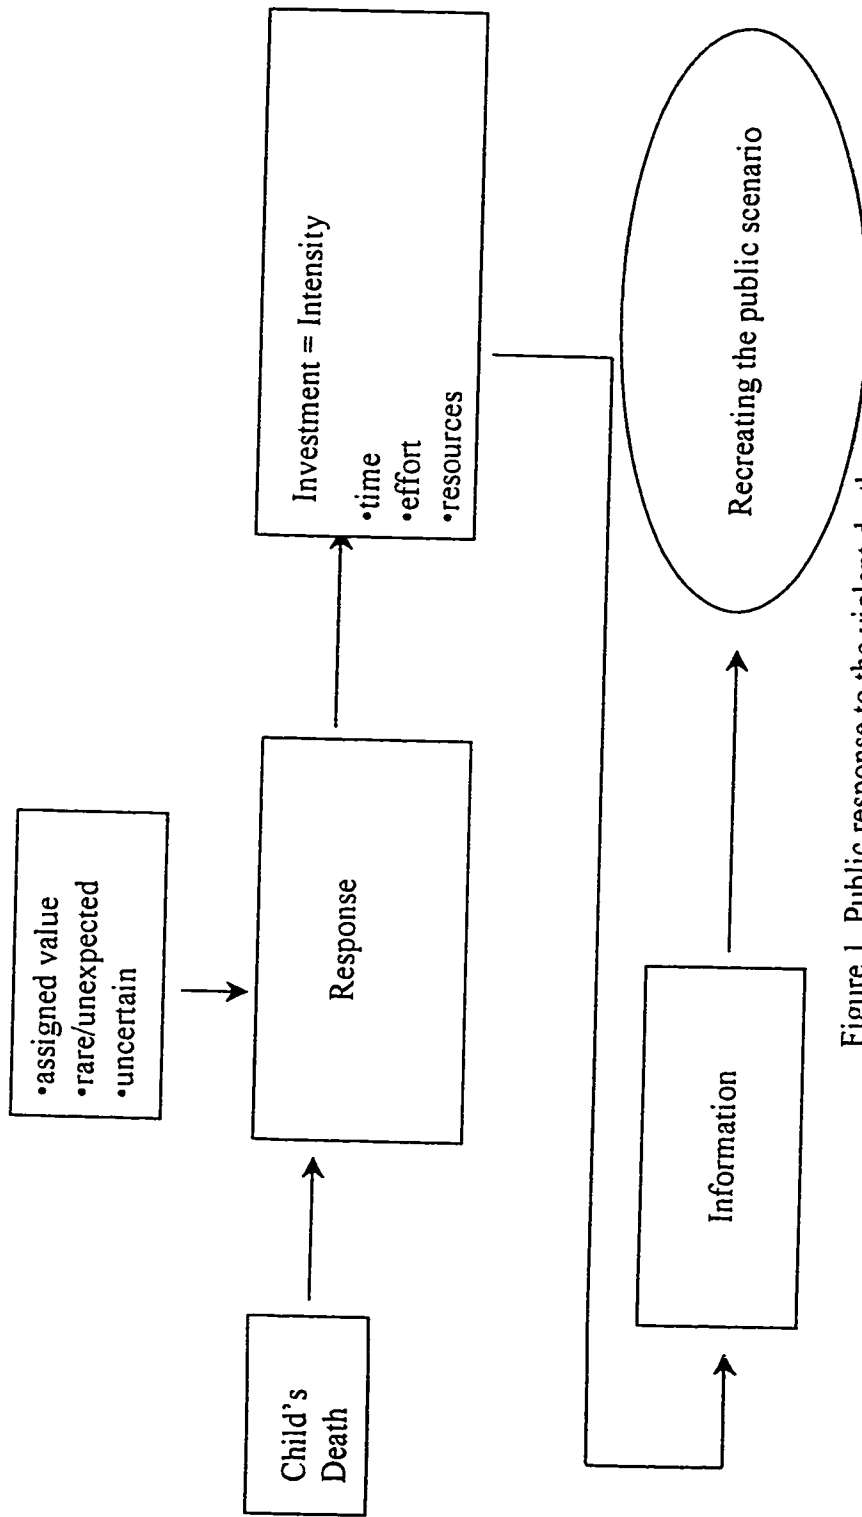 •assigned value
•rare/unexpected
•uncertain
Child's
Death
Response
Investment = Intensity
•time
•effort
•resources
Information
Recreating the public scenario
Figure 1. Public response to the violent